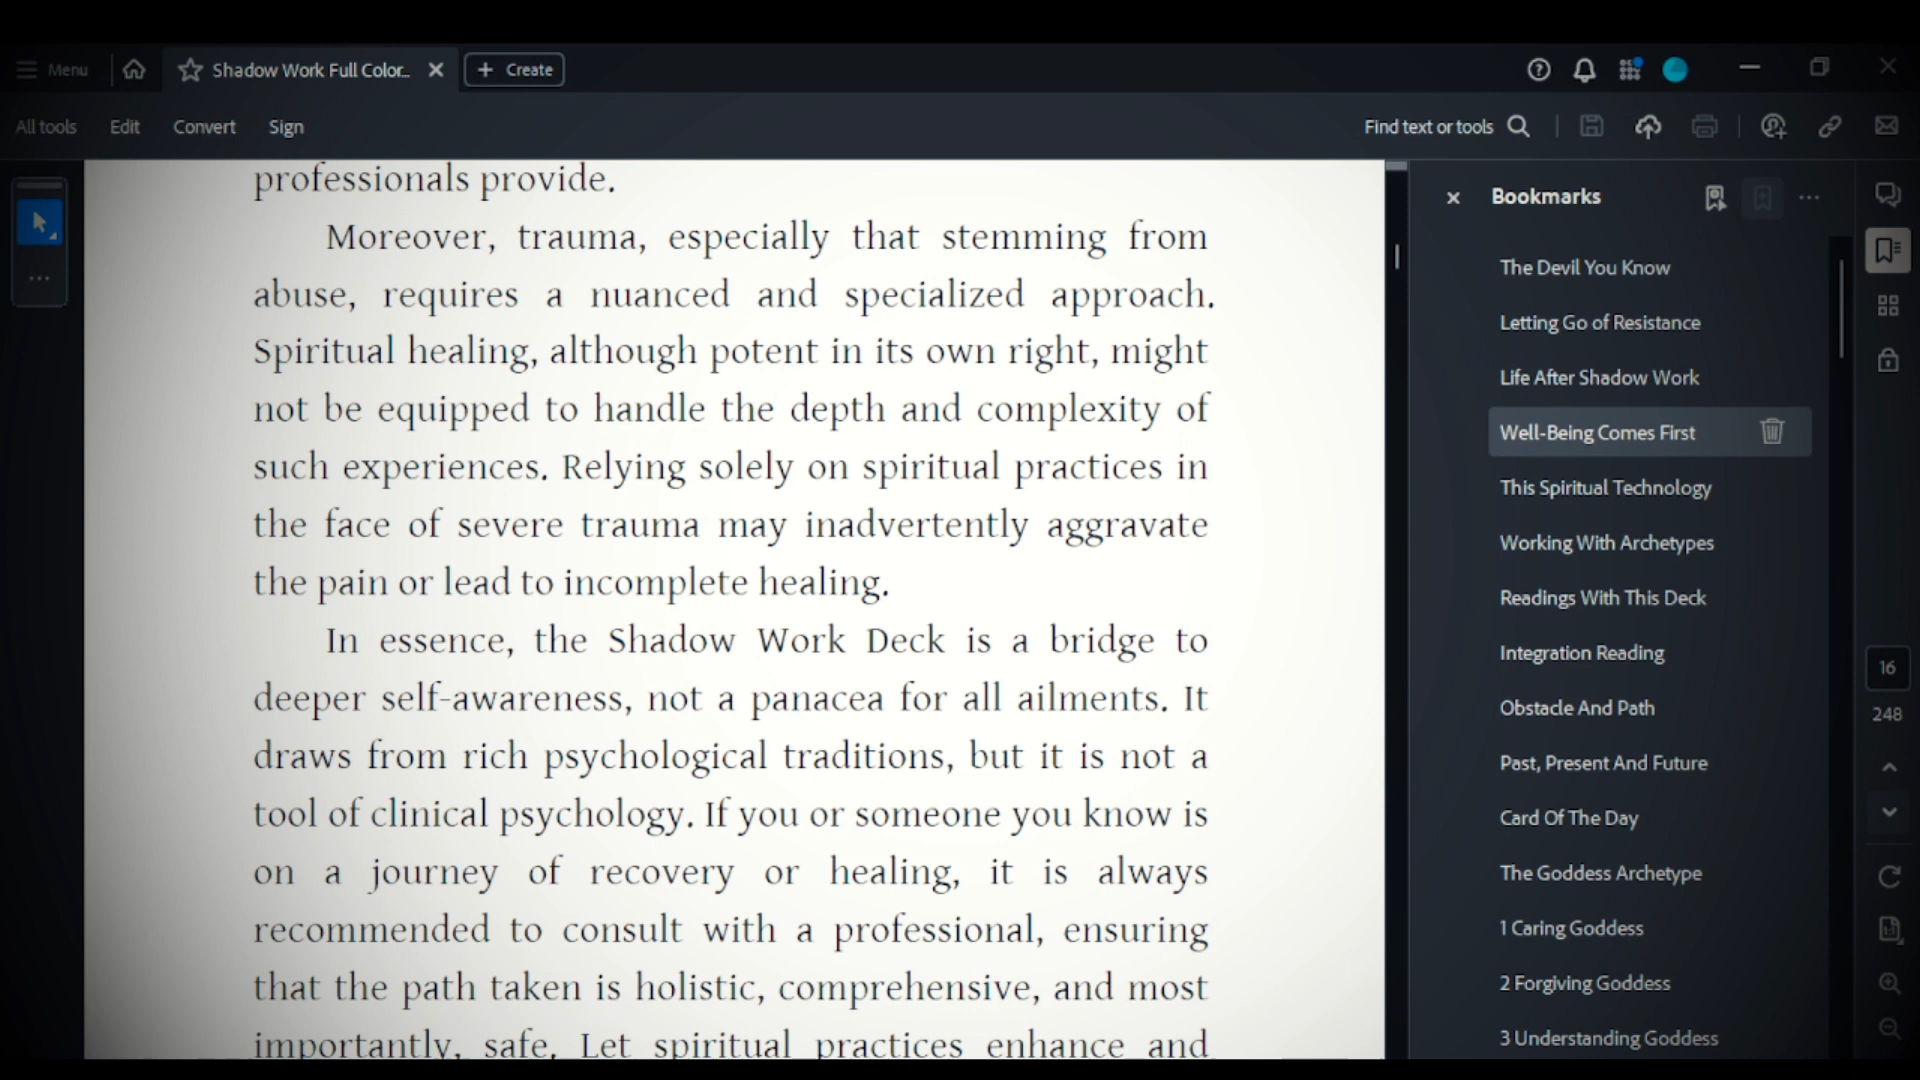 Menu
Shadow Work Full Color...
Create
All tools
Edit
Convert
Sign
Find text or tools
professionals provide.
Moreover, trauma, especially that stemming from
abuse, requires a nuanced and specialized approach.
Spiritual healing, although potent in its own right, might
not be equipped to handle the depth and complexity of
such experiences. Relying solely on spiritual practices in
the face of severe trauma may inadvertently aggravate
the pain or lead to incomplete healing.
In essence, the Shadow Work Deck is a bridge to
deeper self-awareness, not a panacea for all ailments. It
draws from rich psychological traditions, but it is not a
tool of clinical psychology. If you or someone you know is
on a journey of recovery or healing, it is always
recommended to consult with a professional, ensuring
that the path taken is holistic, comprehensive, and most
importantly, safe. Let spiritual practices enhance and
Bookmarks
The Devil You Know
Letting Go of Resistance
Life After Shadow Work
Well-Being Comes First
This Spiritual Technology
Working With Archetypes
Readings With This Deck
Integration Reading
Obstacle And Path
Past, Present And Future
Card Of The Day
The Goddess Archetype
1 Caring Goddess
2 Forgiving Goddess
3 Understanding Goddess
16
248